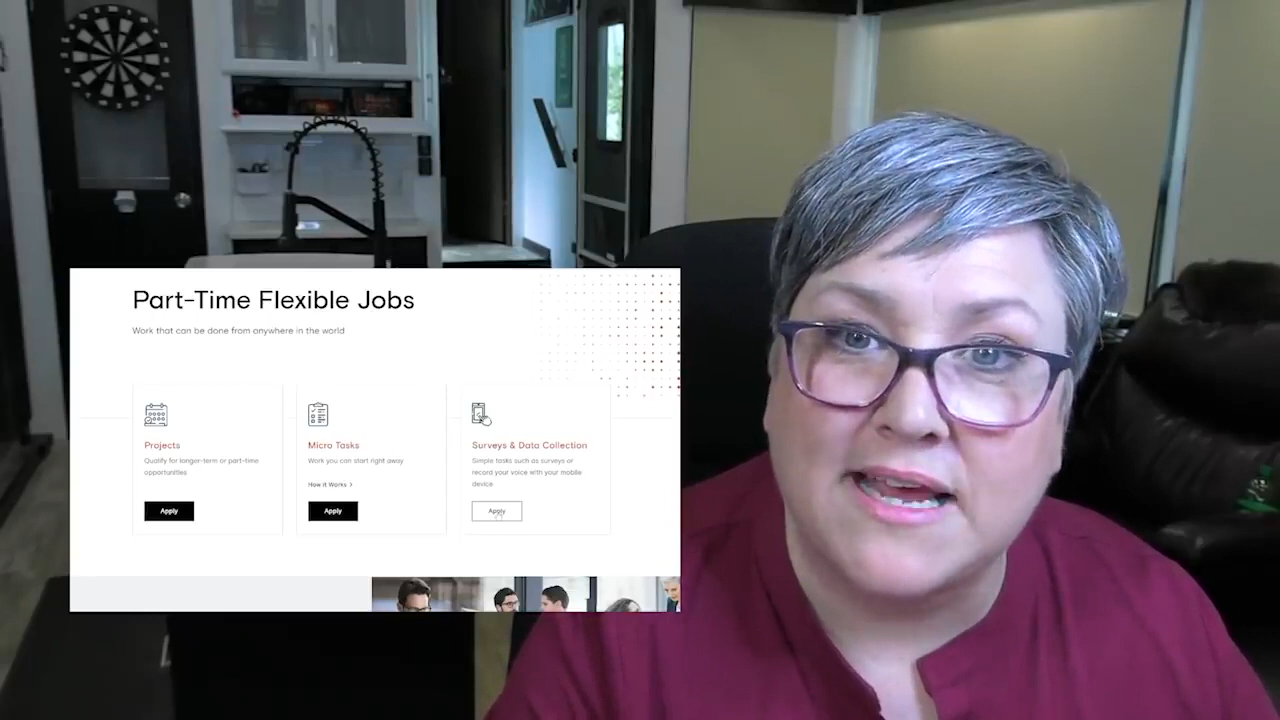 Part-Time Flexible Jobs
Work that can be done from anywhere in the world
Projects
Qualify for longer-term or part-time
opportunities
Apply
Micro Tasks
Work you can start right away
How it Works >
Apply
Surveys & Data Collection
Simple tasks such as surveys or
record your voice with your mobile
device
Apply